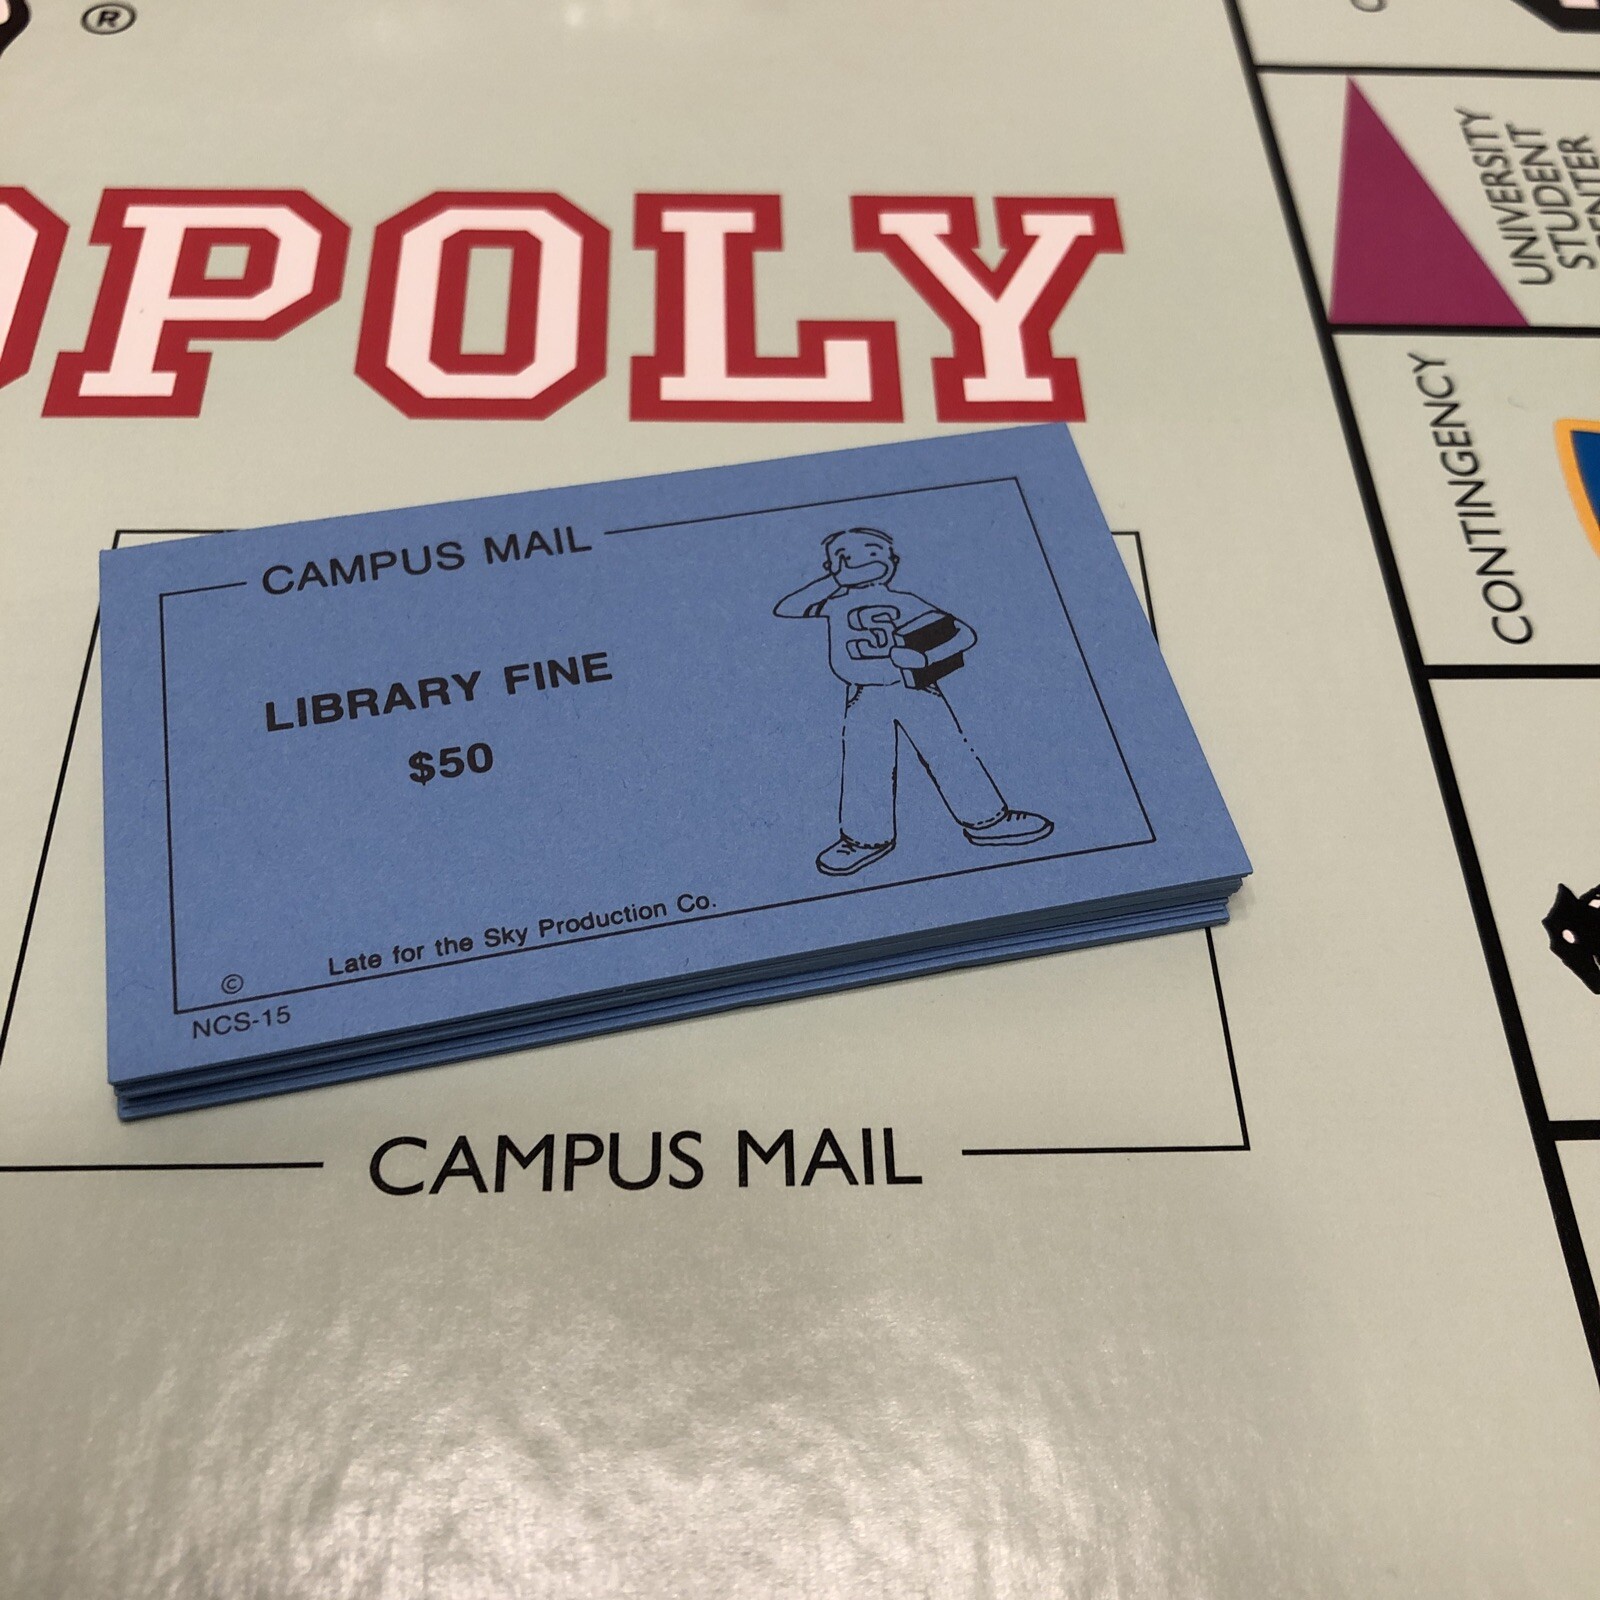 ®
OPOLY
CAMPUS MAIL
LIBRARY FINE
$50
S
Late for the Sky Production Co.
©
NCS-15
CAMPUS MAIL
UNIVERSITY
STUDENT
CENTER
CONTINGENCY